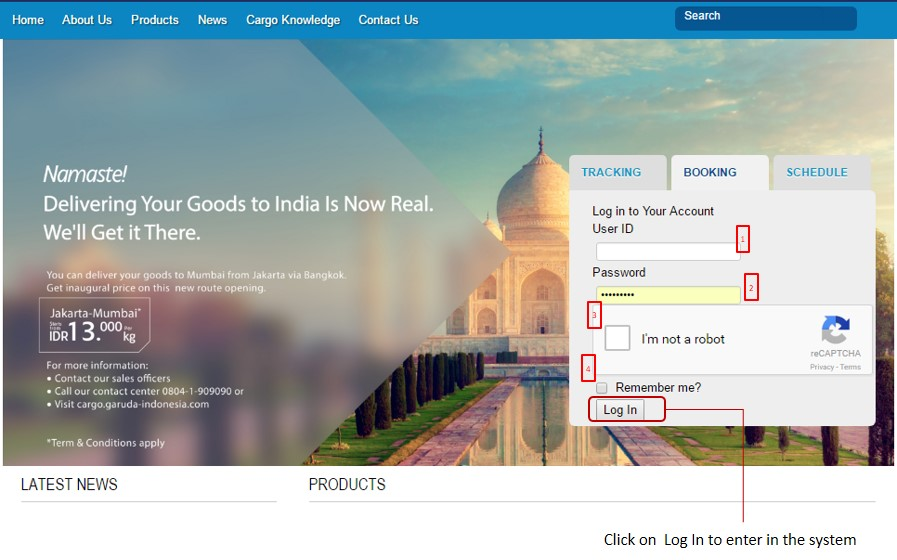 Home About Us Products News Cargo Knowledge Contact Us Search
Namaste!
Delivering Your Goods to India Is Now Real.
We'll Get it There.
You can deliver your goods to Mumbai from Jakarta via Bangkok.
Get inaugural price on this new route opening.
Jakarta-Mumbai*
Starts From IDR 13.000 Per kg
For more information:
• Contact our sales officers
• Call our contact center 0804-1-909090 or
• Visit cargo.garuda-indonesia.com
*Term & Conditions apply
TRACKING BOOKING SCHEDULE
Log in to Your Account
User ID
1
Password
2
•••••••••
3
I'm not a robot
reCAPTCHA
Privacy - Terms
4
Remember me?
Log In
LATEST NEWS PRODUCTS
Click on Log In to enter in the system